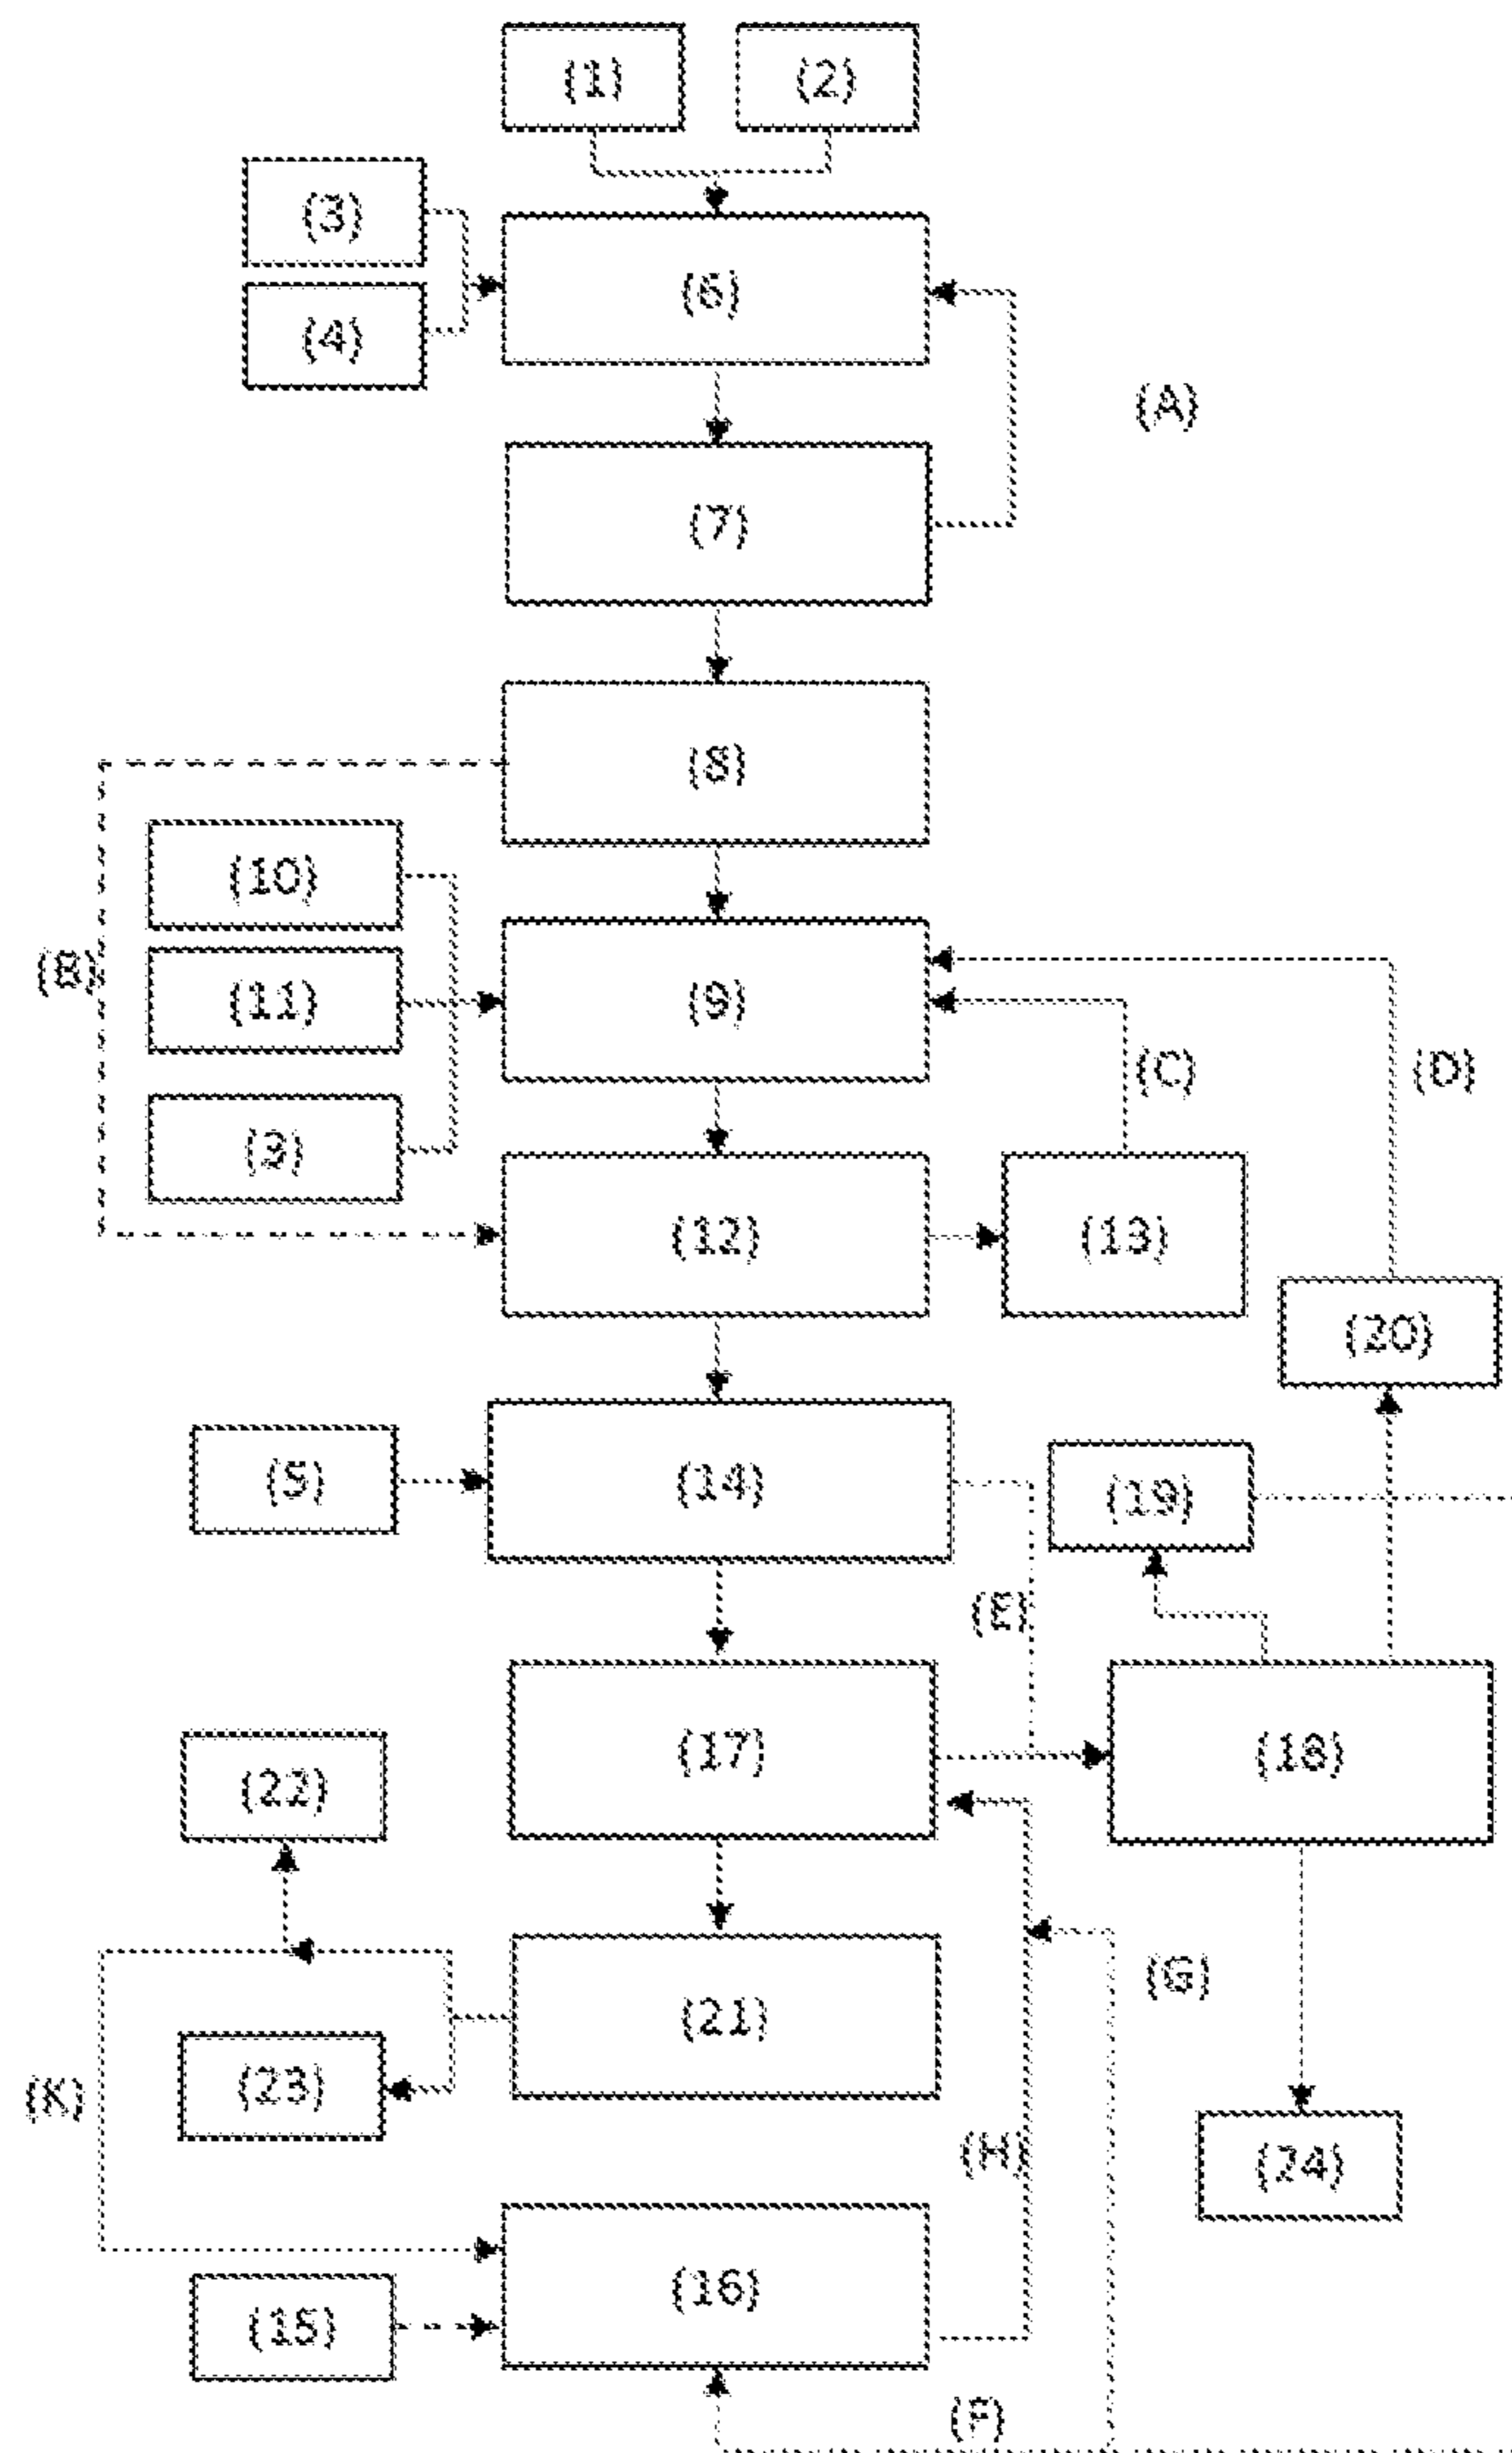 (1)
(2)
(3)
(6)
(4)
(A)
(7)
(8)
(10)
(B)
(11)
(9)
(C)
(D)
(3)
(12)
(13)
(20)
(5)
(14)
(19)
(E)
(17)
(18)
(22)
(G)
(21)
(23)
(K)
(H)
(24)
(16)
(15)
(F)